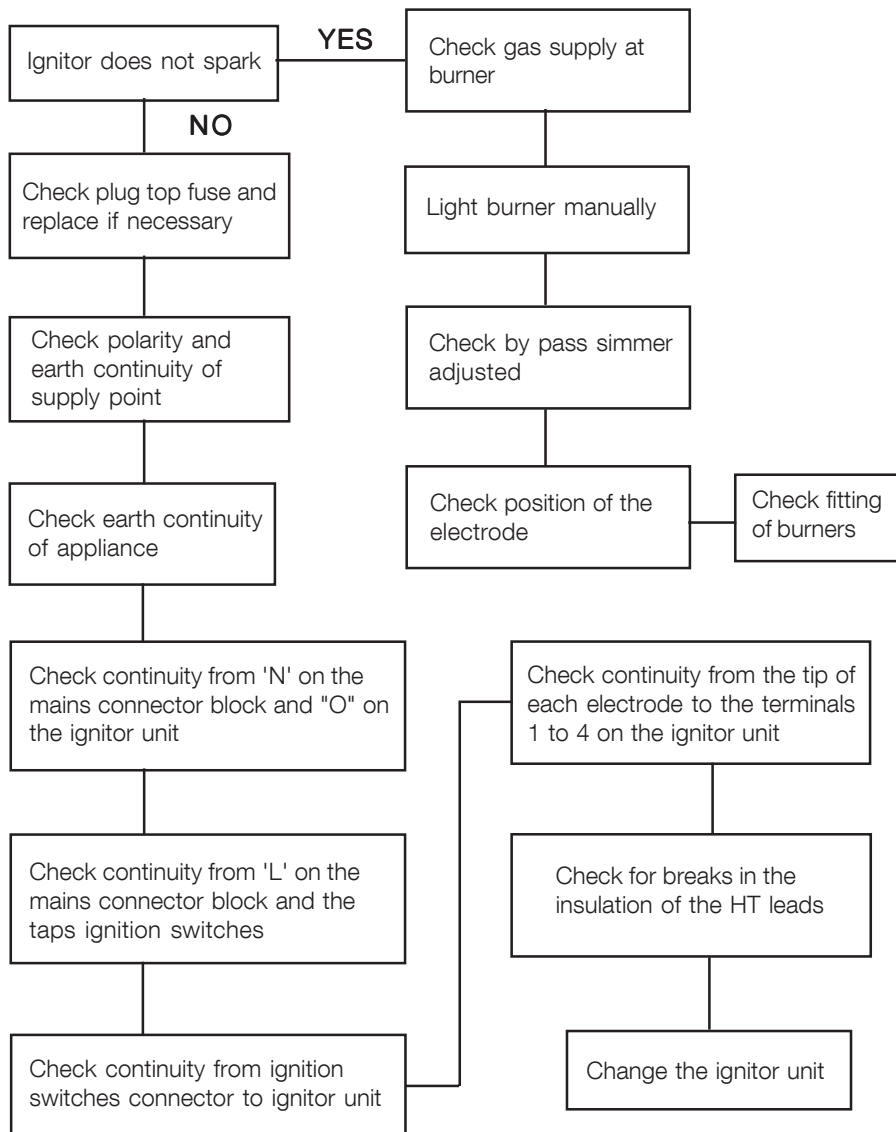 Ignitor does not spark
YES
Check gas supply at
burner
NO
Check plug top fuse and
replace if necessary
Light burner manually
Check polarity and
earth continuity of
supply point
Check by pass simmer
adjusted
Check earth continuity
of appliance
Check position of the
electrode
Check fitting
of burners
Check continuity from 'N' on the
mains connector block and "O" on
the ignitor unit
Check continuity from 'L' on the
mains connector block and the
taps ignition switches
Check continuity from ignition
switches connector to ignitor unit
Check continuity from the tip of
each electrode to the terminals
1 to 4 on the ignitor unit
Check for breaks in the
insulation of the HT leads
Change the ignitor unit